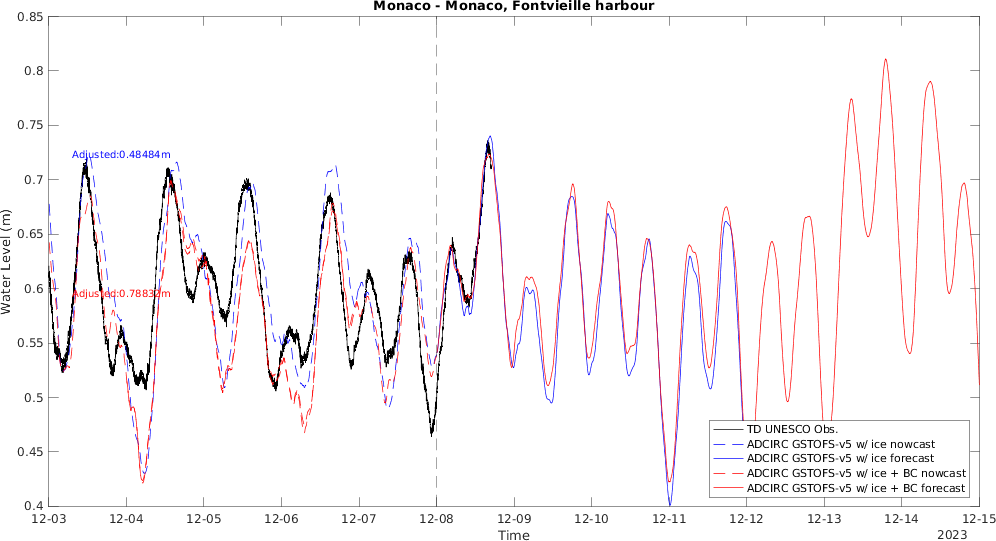 Monaco - Monaco, Fontvieille harbour
0.85
0.8
0.75
0.7
0.65
0.6
0.55
0.5
0.45
0.4
Water Level (m)
Adjusted:0.48484m
TD UNESCO Obs.
ADCIRC GSTOFS-v5 w/ ice nowcast
ADCIRC GSTOFS-v5 w/ ice forecast
ADCIRC GSTOFS-v5 w/ ice + BC nowcast
ADCIRC GSTOFS-v5 w/ ice + BC forecast
12-03 12-04 12-05 12-06 12-07 12-08 12-09 12-10 12-11 12-12 12-13 12-14 12-15
Time
2023